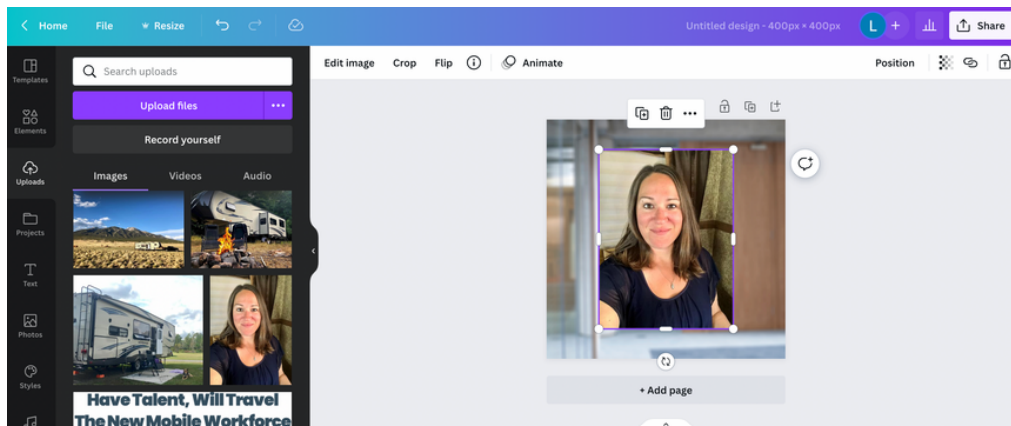 Home File Resize Untitled design - 400px × 400px L + Share
Templates
Elements
Uploads
Projects
Text
Photos
Styles
Search uploads
Upload files
Record yourself
Images Videos Audio
Have Talent, Will Travel
The New Mobile Workforce
Edit image Crop Flip Animate Position
+ Add page